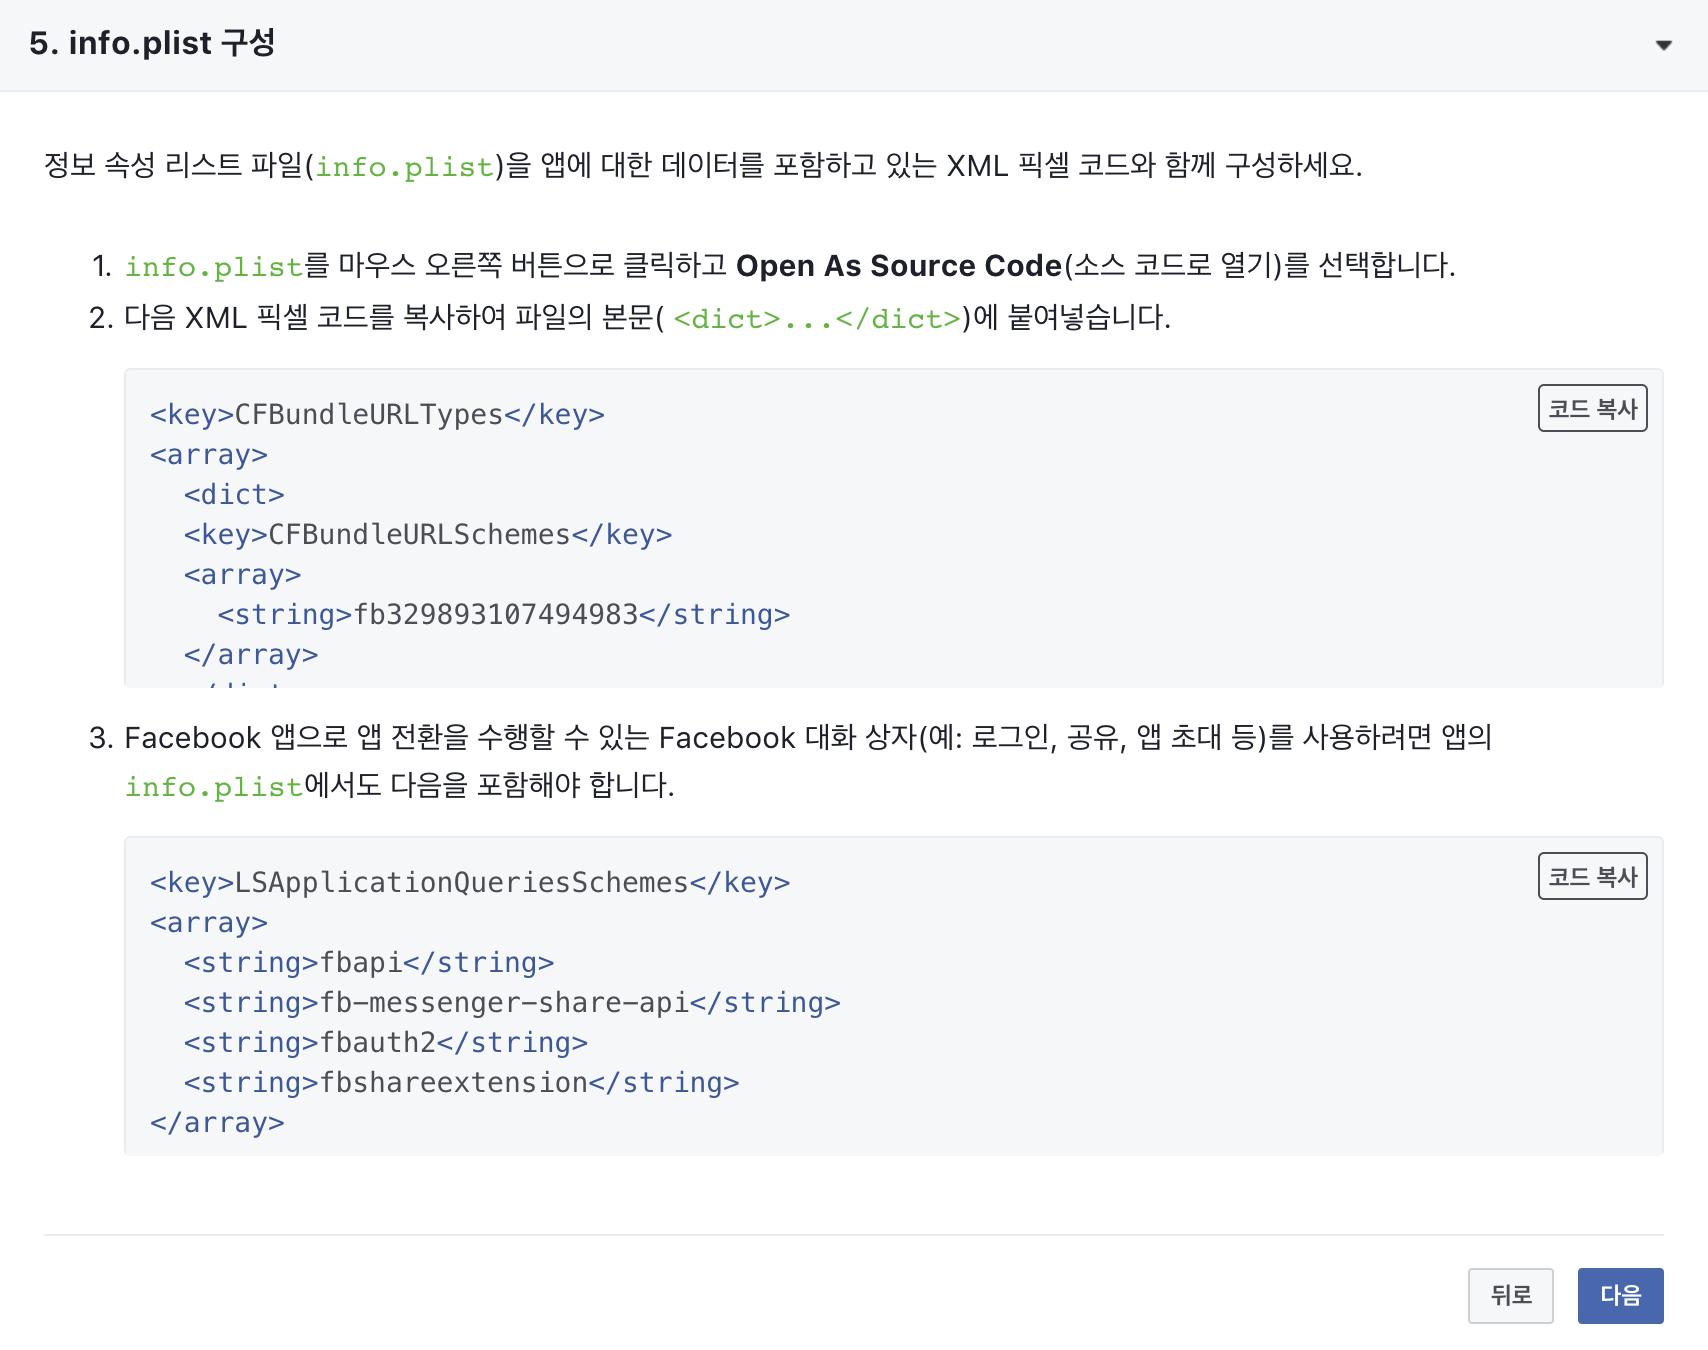 5. info.plist 구성
정보 속성 리스트 파일(info.plist)을 앱에 대한 데이터를 포함하고 있는 XML 픽셀 코드와 함께 구성하세요.
1. info.plist를 마우스 오른쪽 버튼으로 클릭하고 Open As Source Code(소스 코드로 열기)를 선택합니다.
2. 다음 XML 픽셀 코드를 복사하여 파일의 본문( <dict>...</dict>)에 붙여넣습니다.
코드 복사
<key>CFBundleURLTypes</key>
<array>
  <dict>
  <key>CFBundleURLSchemes</key>
  <array>
    <string>fb329893107494983</string>
  </array>
3. Facebook 앱으로 앱 전환을 수행할 수 있는 Facebook 대화 상자(예: 로그인, 공유, 앱 초대 등)를 사용하려면 앱의
info.plist에서도 다음을 포함해야 합니다.
코드 복사
<key>LSApplicationQueriesSchemes</key>
<array>
  <string>fbapi</string>
  <string>fb-messenger-share-api</string>
  <string>fbauth2</string>
  <string>fbshareextension</string>
</array>
뒤로
다음